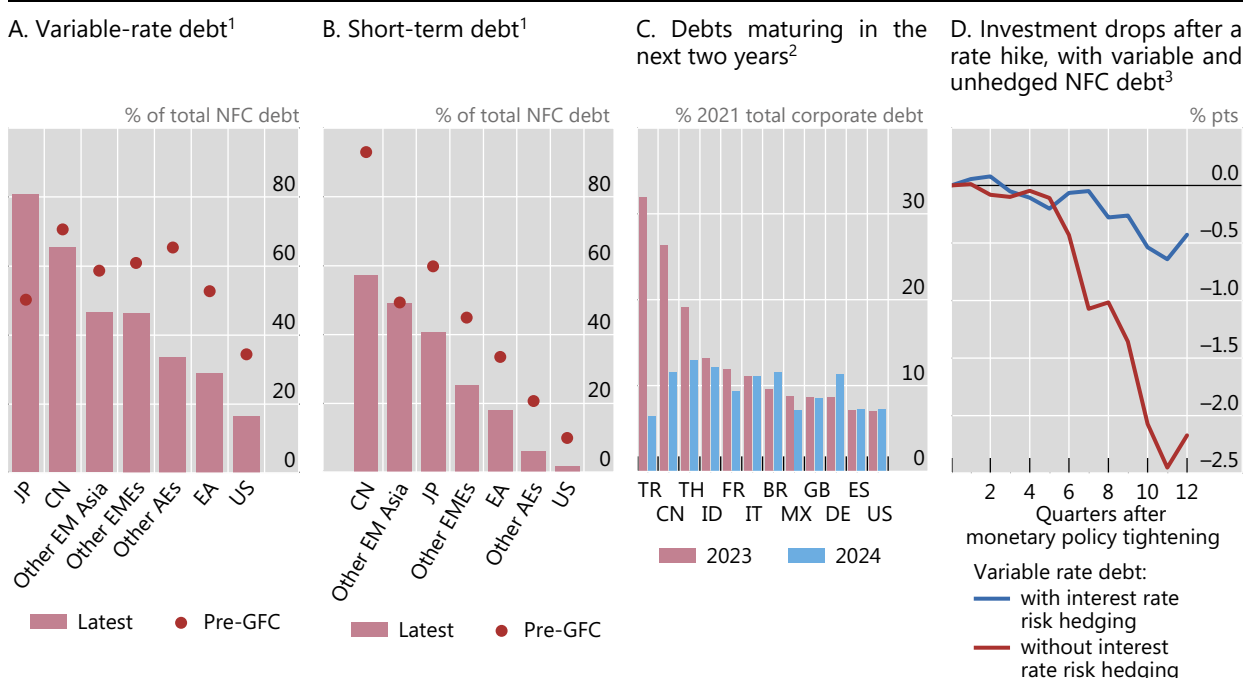 A. Variable-rate debt1
% of total NFC debt
80
60
40
20
0
JP
CN
Other EM Asia
Other EMEs
Other AEs
EA
US
Latest
Pre-GFC
B. Short-term debt1
% of total NFC debt
80
60
40
20
0
CN
Other EM Asia
JP
Other EMEs
EA
Other AEs
US
Latest
Pre-GFC
C. Debts maturing in the
next two years2
% 2021 total corporate debt
30
20
10
0
TR TH FR BR GB ES
CN ID IT MX DE US
2023
2024
D. Investment drops after a
rate hike, with variable and
unhedged NFC debt3
% pts
0.0
–0.5
–1.0
–1.5
–2.0
–2.5
2 4 6 8 10 12
Quarters after
monetary policy tightening
Variable rate debt:
with interest rate
risk hedging
without interest
rate risk hedging